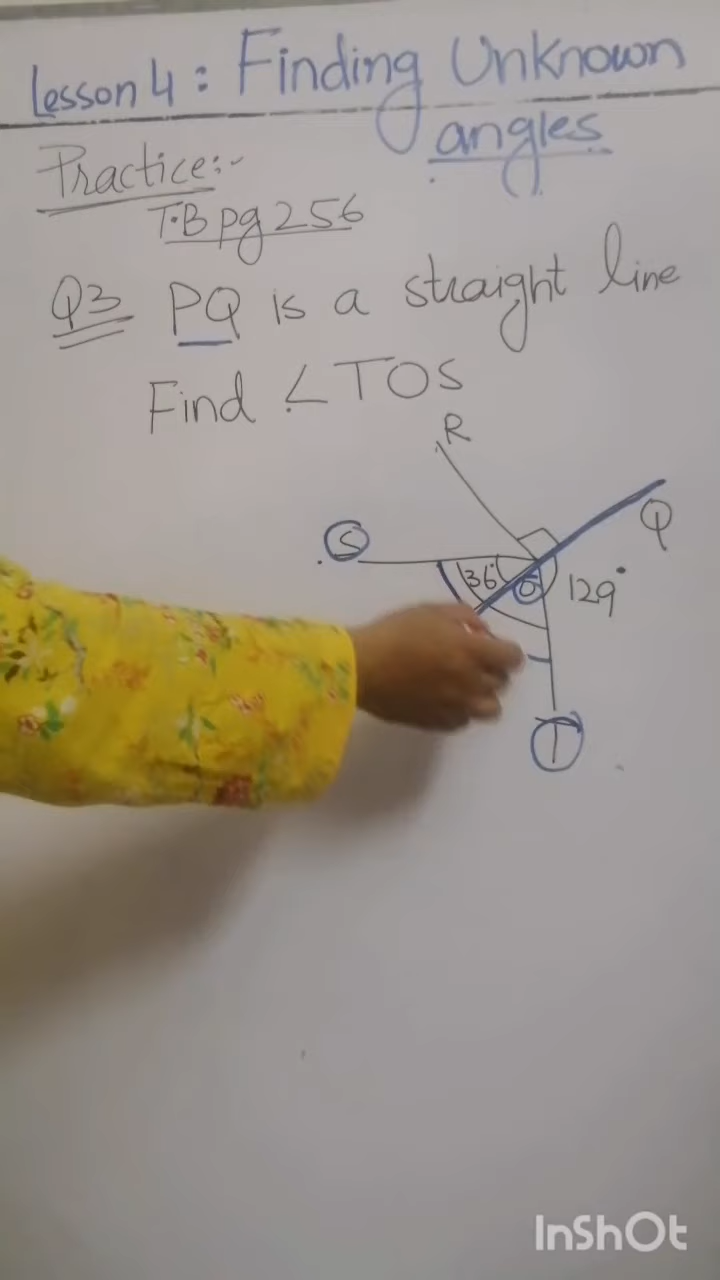 Lesson 4 : Finding Unknown
angles
Practice:-
T.B pg 256
Q3 PQ is a straight line
Find ∠TOS
R
S
Q
36°
O
129°
T
InShOt